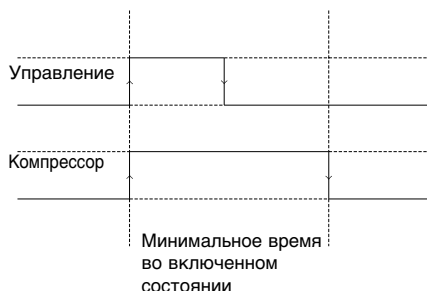 Управление
Компрессор
Минимальное время
во включенном
состоянии